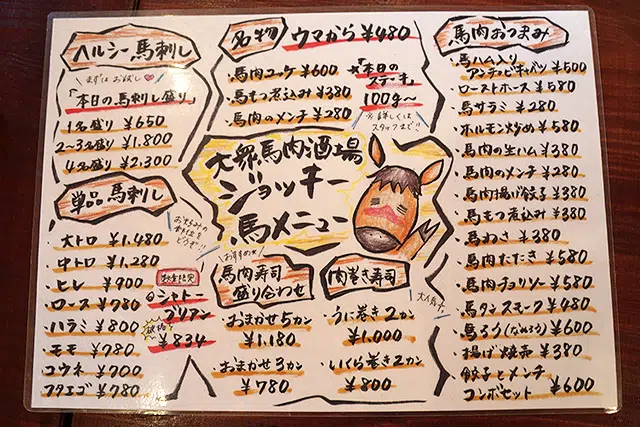 ヘルシー馬刺し
まずはお試し♡
「本日の馬刺し盛り」
1名盛り ¥650
2〜3名盛り ¥1.800
4名盛り ¥2.300
単品馬刺し
お好みの
部位を
どうぞ!!
・大トロ ¥1.480
・中トロ ¥1.280
・ヒレ ¥900
・ロース ¥780
・ハラミ ¥800
・モモ ¥780
・コウネ ¥700
・フタエゴ ¥780
数量限定
シャトー
ブリアン
破格
¥834
名物 ウマから ¥480
・馬肉ユッケ ¥600
・馬もつ煮込み ¥380
・馬肉のメンチ ¥280
「本日の
ステーキ」
100g〜
※詳しくは
スタッフまで!!
大衆馬肉酒場
ジョッキー
馬メニュー
おすすめ☆
馬肉寿司
盛り合わせ
・おまかせ5カン
¥1.180
・おまかせ3カン
¥780
肉巻き寿司
大人気
・うに巻き2カン
¥1.000
・いくら巻き2カン
¥800
馬肉おつまみ
・馬ハム入り
アンチョビキャベツ ¥500
・ローストホース ¥580
・馬サラミ ¥280
・ホルモン炒め ¥580
・馬肉の生ハム ¥380
・馬肉のメンチ ¥280
・馬肉揚げ餃子 ¥380
・馬もつ煮込み ¥380
・馬わさ ¥380
・馬肉たたき ¥580
・馬肉チョリソー ¥580
・馬タンスモーク ¥480
・馬ろう(なめろう) ¥600
・揚げ焼売 ¥380
・餃子とメンチ
コンボセット ¥600